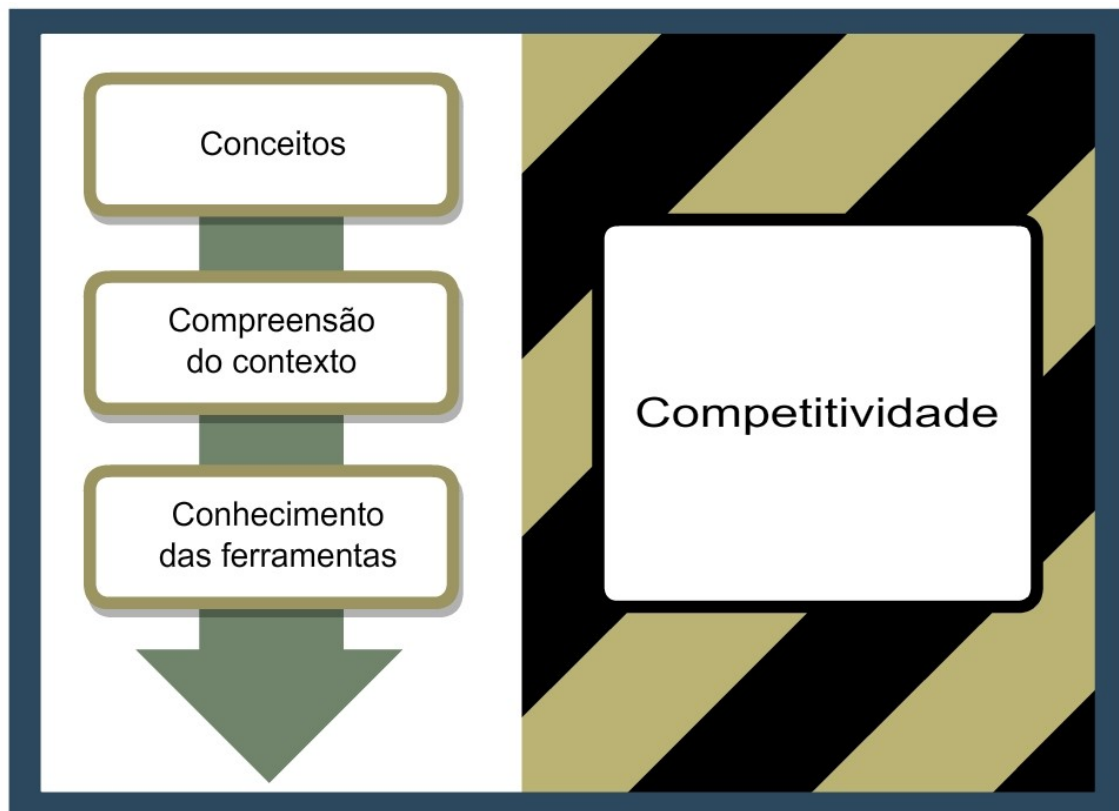 Conceitos
Compreensão
do contexto
Conhecimento
das ferramentas
Competitividade